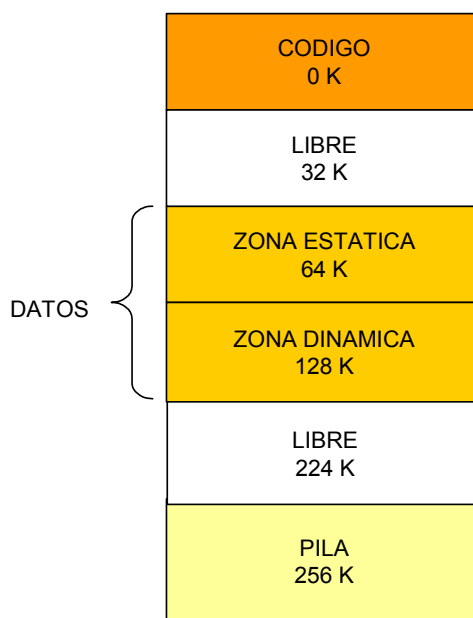 CODIGO
0 K
LIBRE
32 K
ZONA ESTATICA
64 K
DATOS
ZONA DINAMICA
128 K
LIBRE
224 K
PILA
256 K